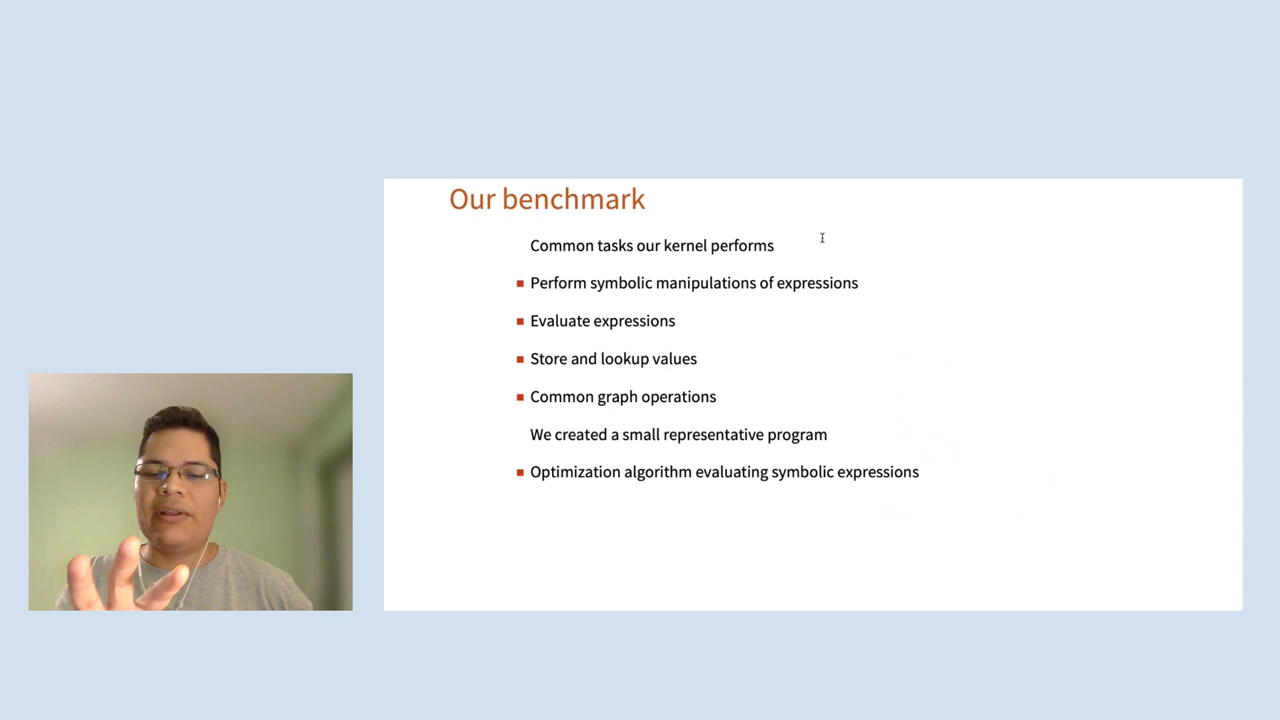 Our benchmark
Common tasks our kernel performs
Perform symbolic manipulations of expressions
Evaluate expressions
Store and lookup values
Common graph operations
We created a small representative program
Optimization algorithm evaluating symbolic expressions